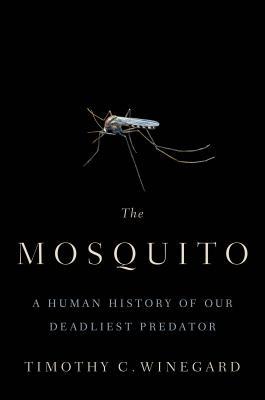 The
MOSQUITO
A HUMAN HISTORY OF OUR
DEADLIEST PREDATOR
TIMOTHY C. WINEGARD